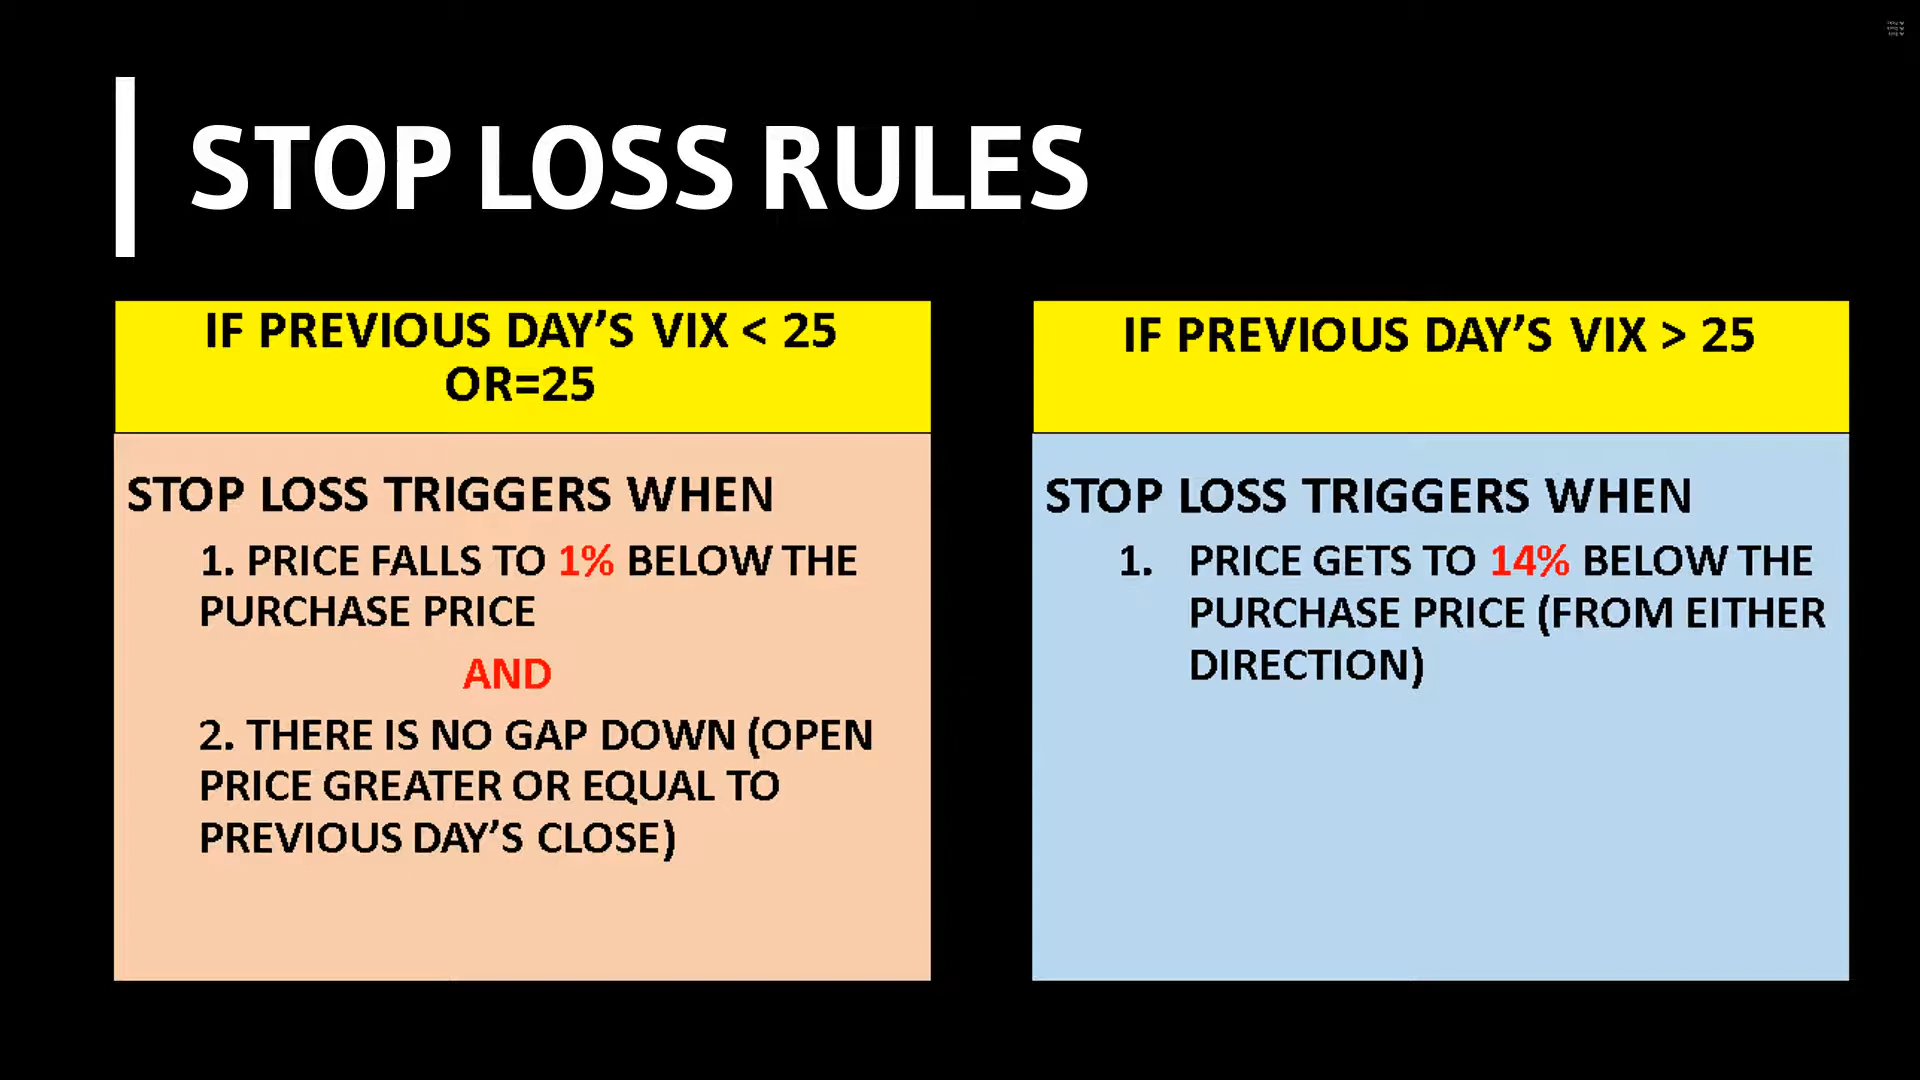 STOP LOSS RULES
IF PREVIOUS DAY’S VIX < 25
OR=25
STOP LOSS TRIGGERS WHEN
1. PRICE FALLS TO 1% BELOW THE
PURCHASE PRICE
AND
2. THERE IS NO GAP DOWN (OPEN
PRICE GREATER OR EQUAL TO
PREVIOUS DAY’S CLOSE)
IF PREVIOUS DAY’S VIX > 25
STOP LOSS TRIGGERS WHEN
1. PRICE GETS TO 14% BELOW THE
PURCHASE PRICE (FROM EITHER
DIRECTION)